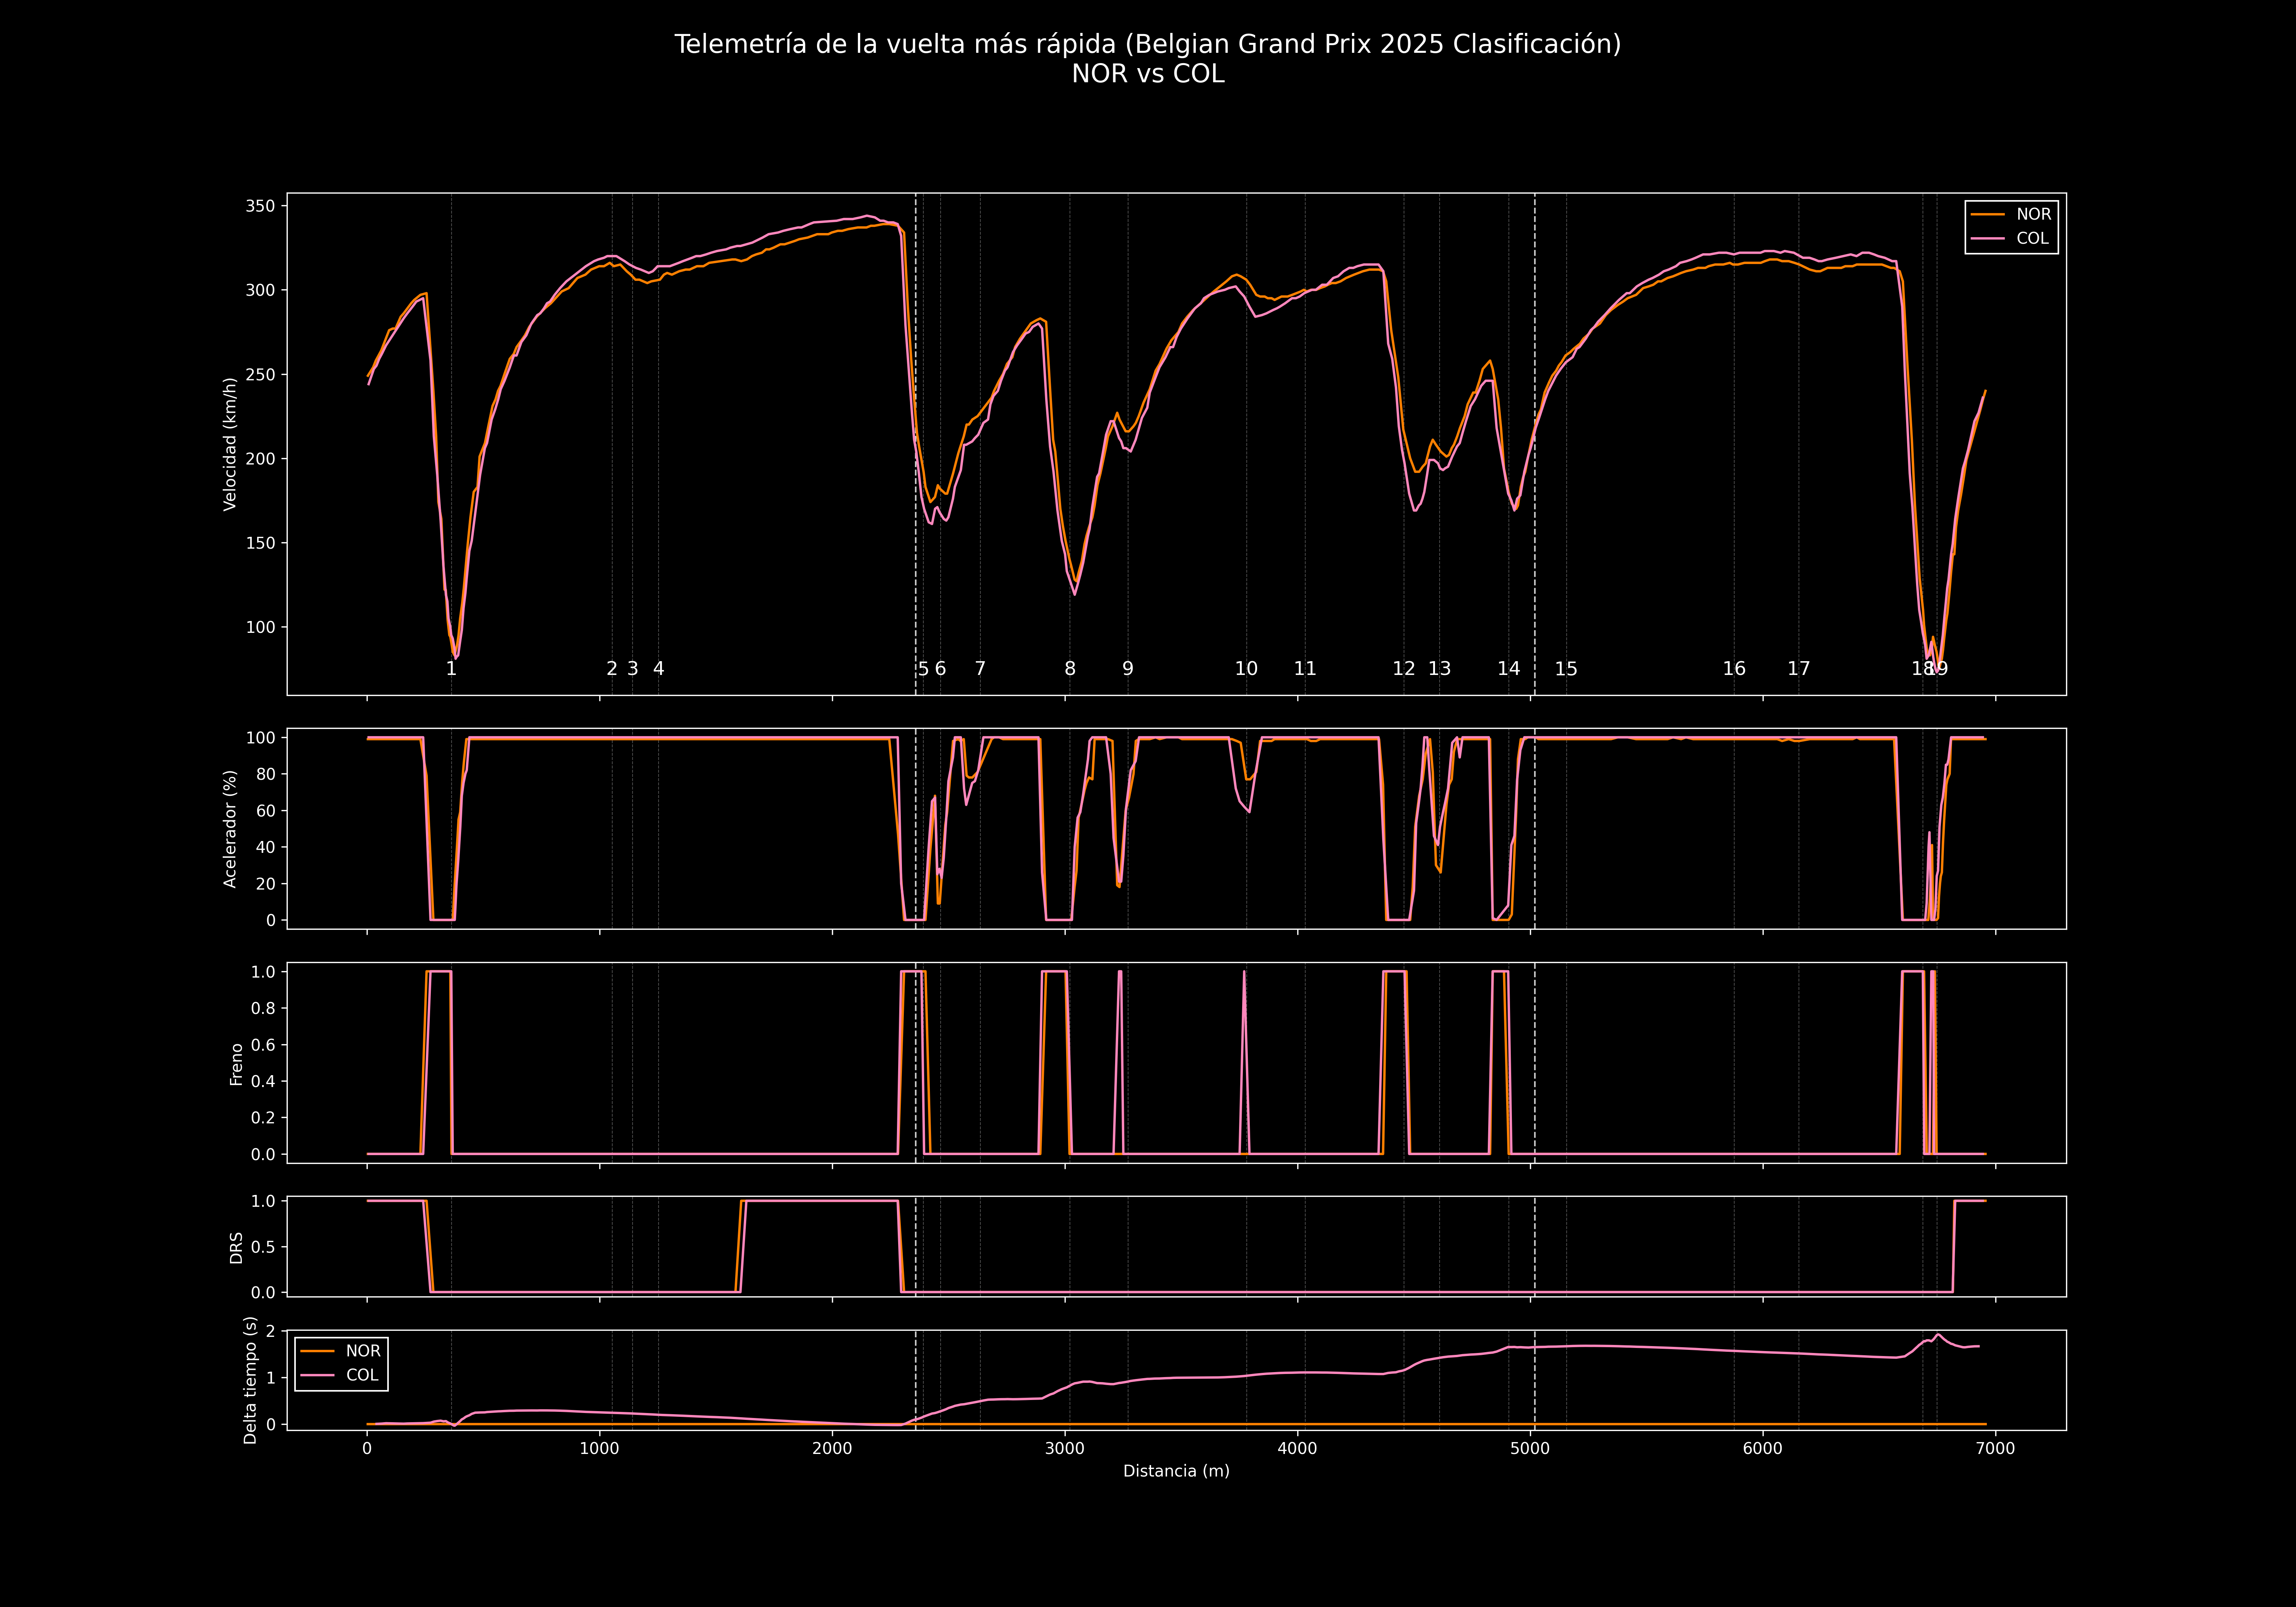 Telemetría de la vuelta más rápida (Belgian Grand Prix 2025 Clasificación)
NOR vs COL
Velocidad (km/h)
350
300
250
200
150
100
NOR
COL
1 2 3 4 5 6 7 8 9 10 11 12 13 14 15 16 17 18 19
Acelerador (%)
100
80
60
40
20
0
Freno
1.0
0.8
0.6
0.4
0.2
0.0
DRS
1.0
0.5
0.0
Delta tiempo (s)
2
1
0
NOR
COL
0 1000 2000 3000 4000 5000 6000 7000
Distancia (m)